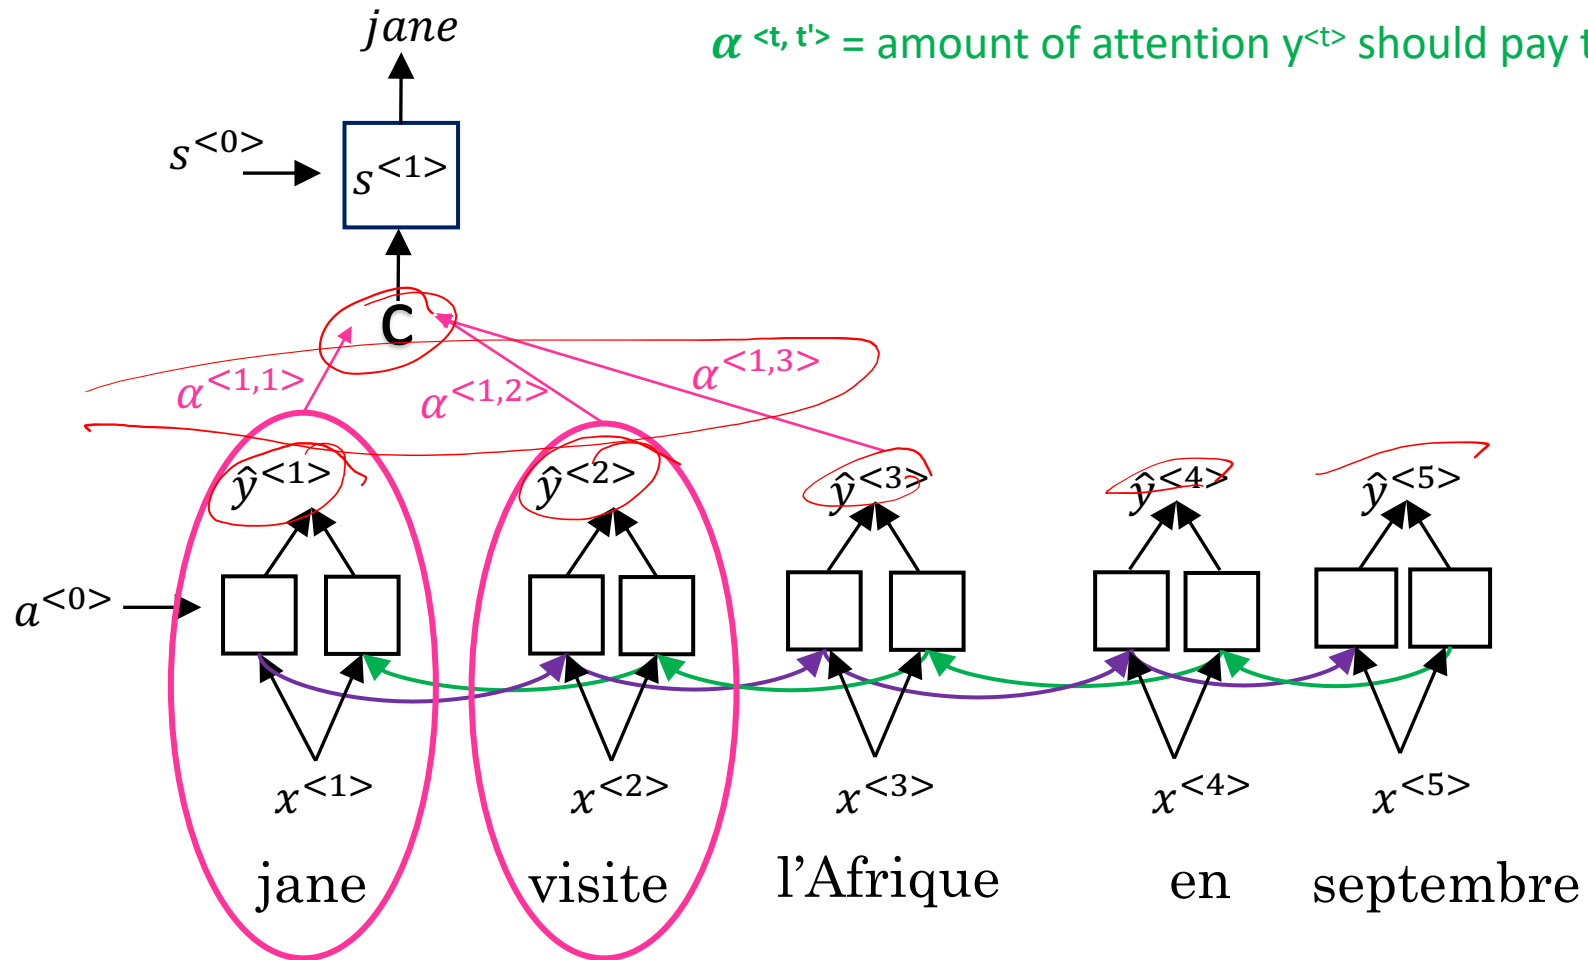 jane
α<t, t'> = amount of attention y<t> should pay t
s<0>
s<1>
C
α<1,1>
α<1,2>
α<1,3>
ŷ<1> ŷ<2> ŷ<3> ŷ<4> ŷ<5>
a<0>
x<1> x<2> x<3> x<4> x<5>
jane visite l'Afrique en septembre